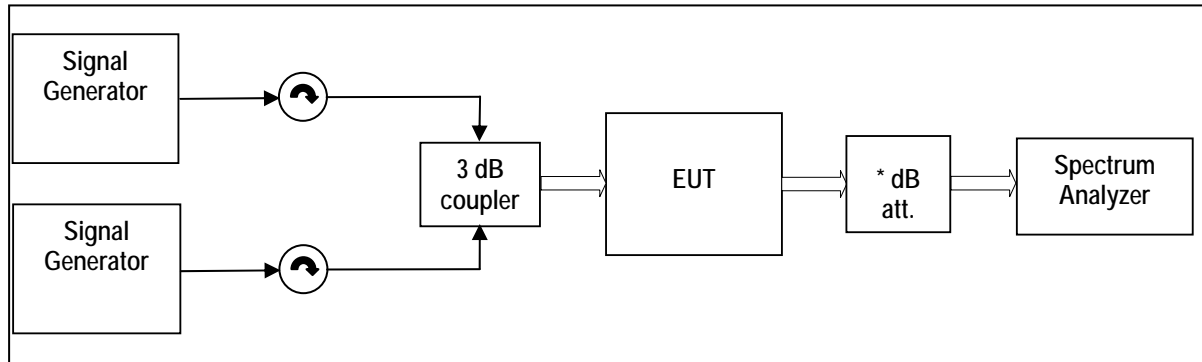 Signal
Generator
3 dB
coupler
EUT
* dB
att.
Spectrum
Analyzer
Signal
Generator